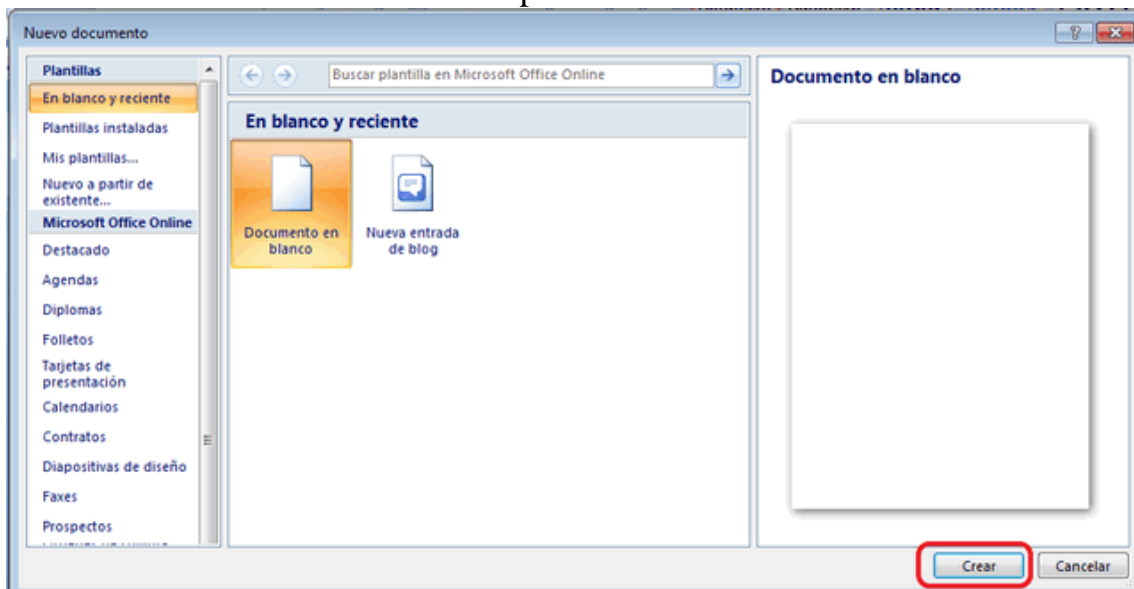 Nuevo documento
Plantillas
En blanco y reciente
Plantillas instaladas
Mis plantillas...
Nuevo a partir de
existente...
Microsoft Office Online
Destacado
Agendas
Diplomas
Folletos
Tarjetas de
presentación
Calendarios
Contratos
Diapositivas de diseño
Faxes
Prospectos
Buscar plantilla en Microsoft Office Online
En blanco y reciente
Documento en
blanco
Nueva entrada
de blog
Documento en blanco
Crear
Cancelar